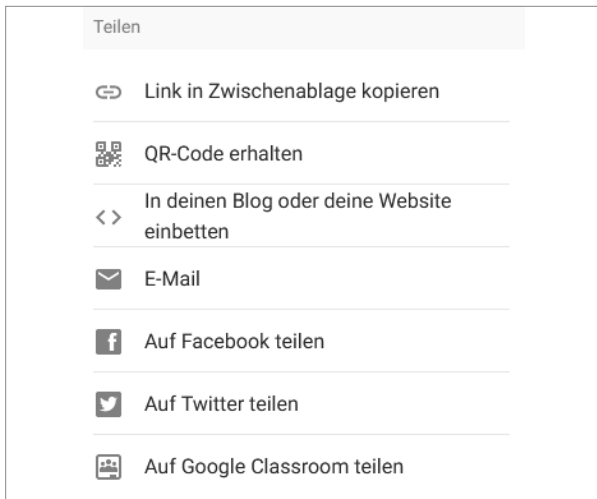 Teilen
Link in Zwischenablage kopieren
QR-Code erhalten
In deinen Blog oder deine Website
einbetten
E-Mail
Auf Facebook teilen
Auf Twitter teilen
Auf Google Classroom teilen